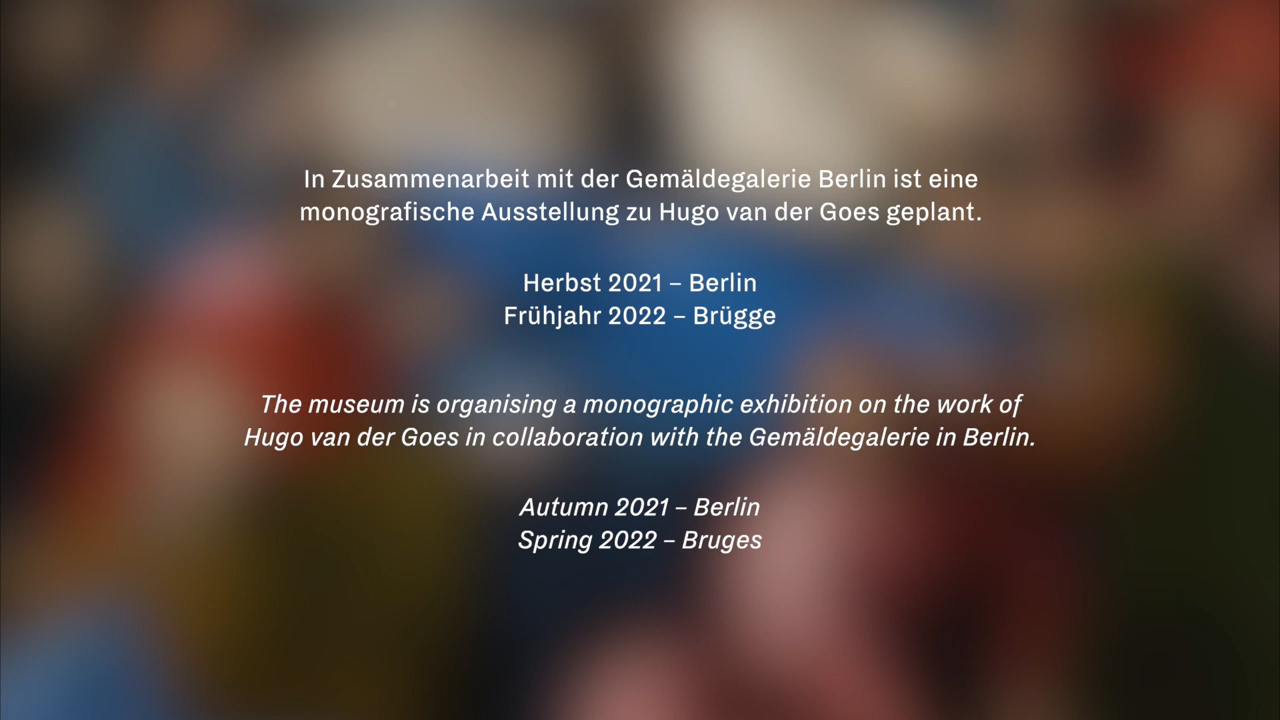 In Zusammenarbeit mit der Gemäldegalerie Berlin ist eine
monografische Ausstellung zu Hugo van der Goes geplant.
Herbst 2021 – Berlin
Frühjahr 2022 – Brügge
The museum is organising a monographic exhibition on the work of
Hugo van der Goes in collaboration with the Gemäldegalerie in Berlin.
Autumn 2021 – Berlin
Spring 2022 – Bruges